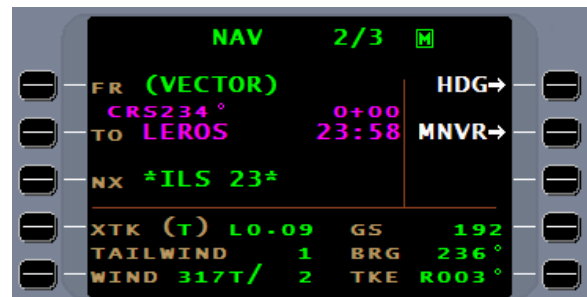 NAV 2/3 M
FR (VECTOR) HDG→
CRS234° 0+00
TO LEROS 23:58 MNVR→
NX *ILS 23*
XTK (T) L0.09 GS 192
TAILWIND 1 BRG 236°
WIND 317T/ 2 TKE R003°